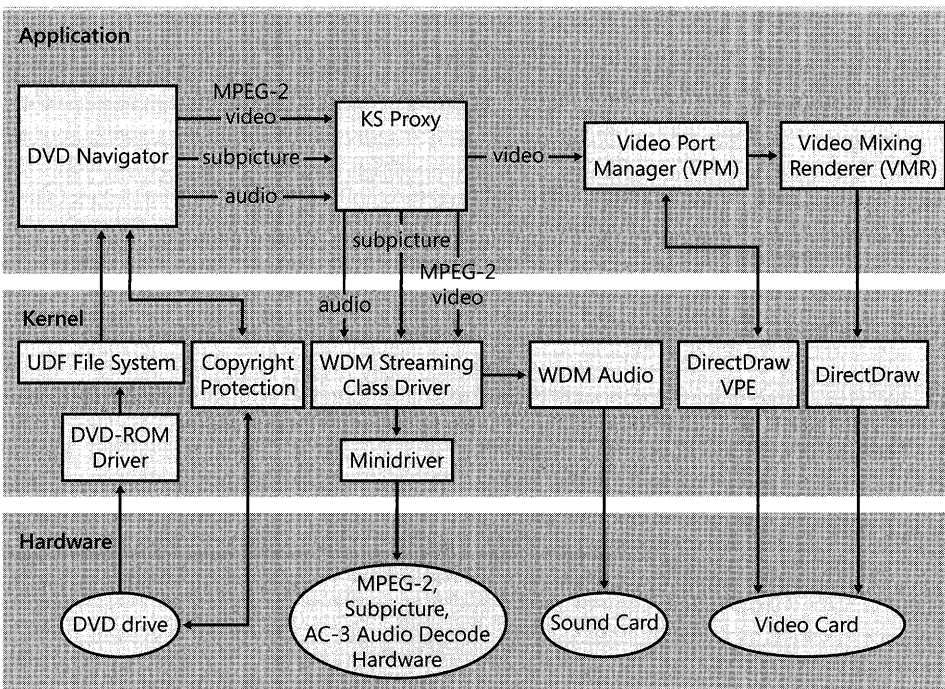 Application
DVD Navigator
MPEG-2
video
subpicture
audio
KS Proxy
video
Video Port
Manager (VPM)
Video Mixing
Renderer (VMR)
subpicture
MPEG-2
video
audio
Kernel
UDF File System
Copyright
Protection
WDM Streaming
Class Driver
WDM Audio
DirectDraw
VPE
DirectDraw
DVD-ROM
Driver
Minidriver
Hardware
DVD drive
MPEG-2,
Subpicture,
AC-3 Audio Decode
Hardware
Sound Card
Video Card